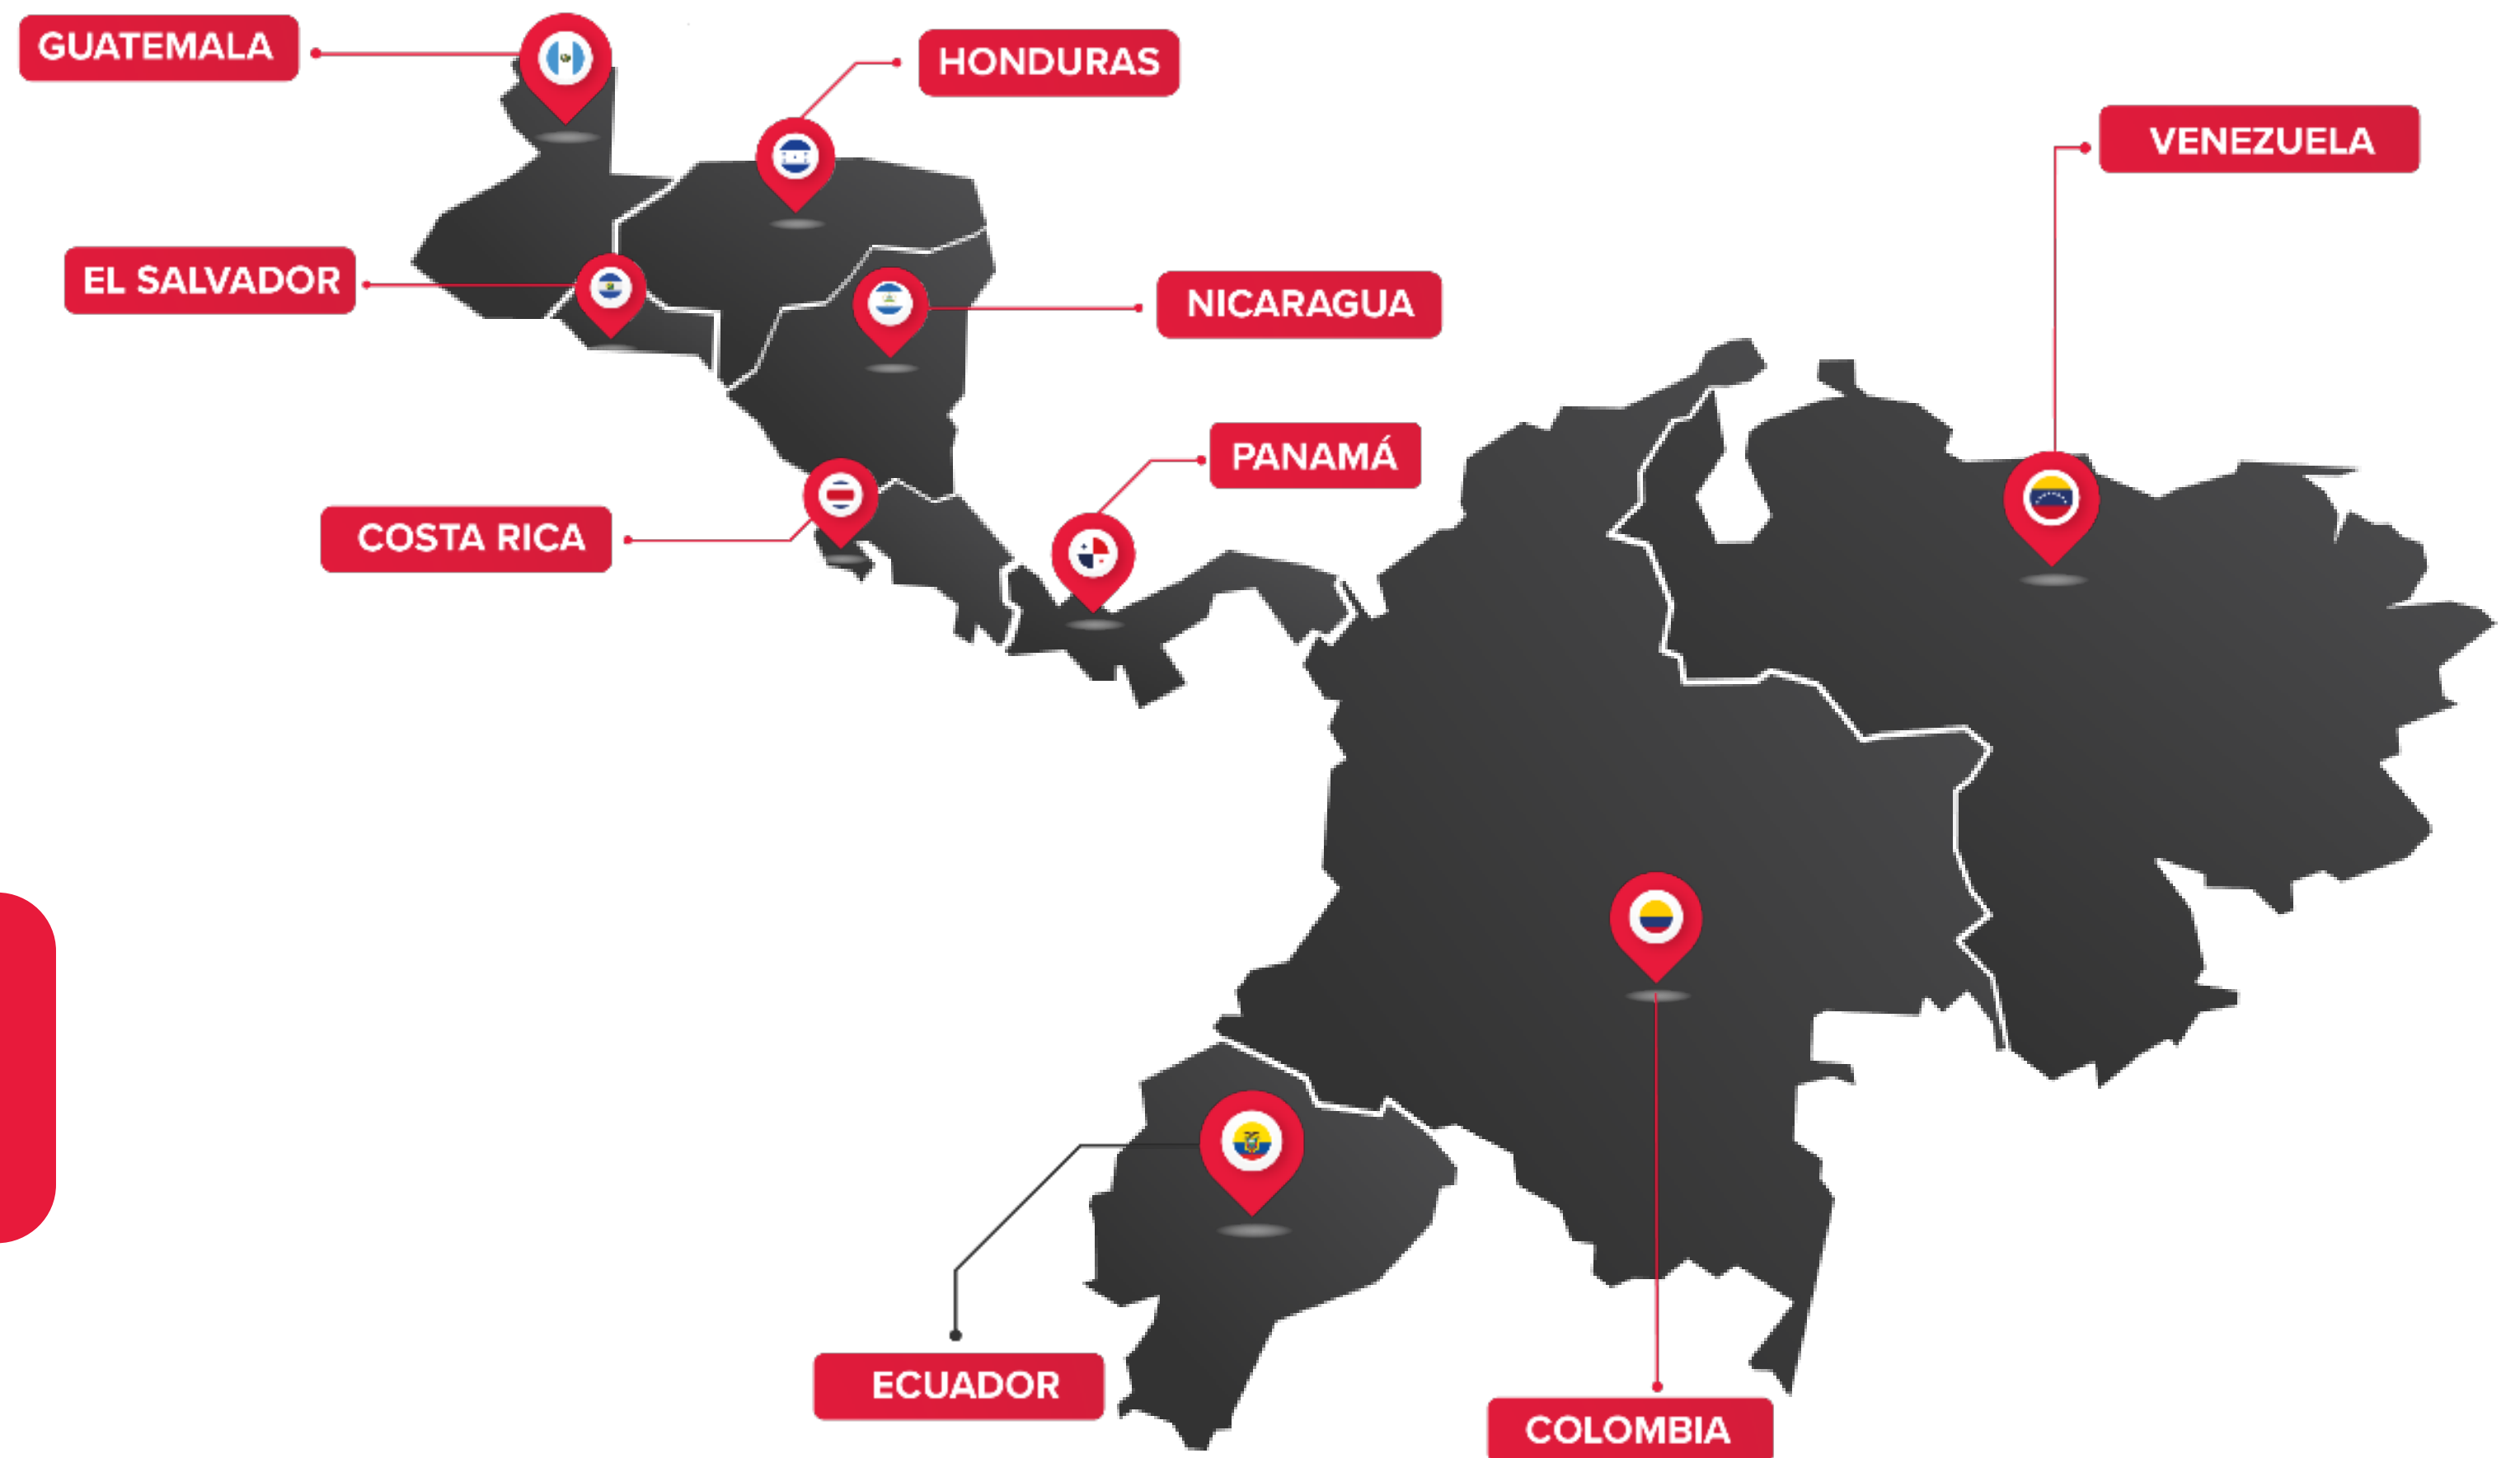 GUATEMALA
HONDURAS
VENEZUELA
EL SALVADOR
NICARAGUA
PANAMÁ
COSTA RICA
ECUADOR
COLOMBIA